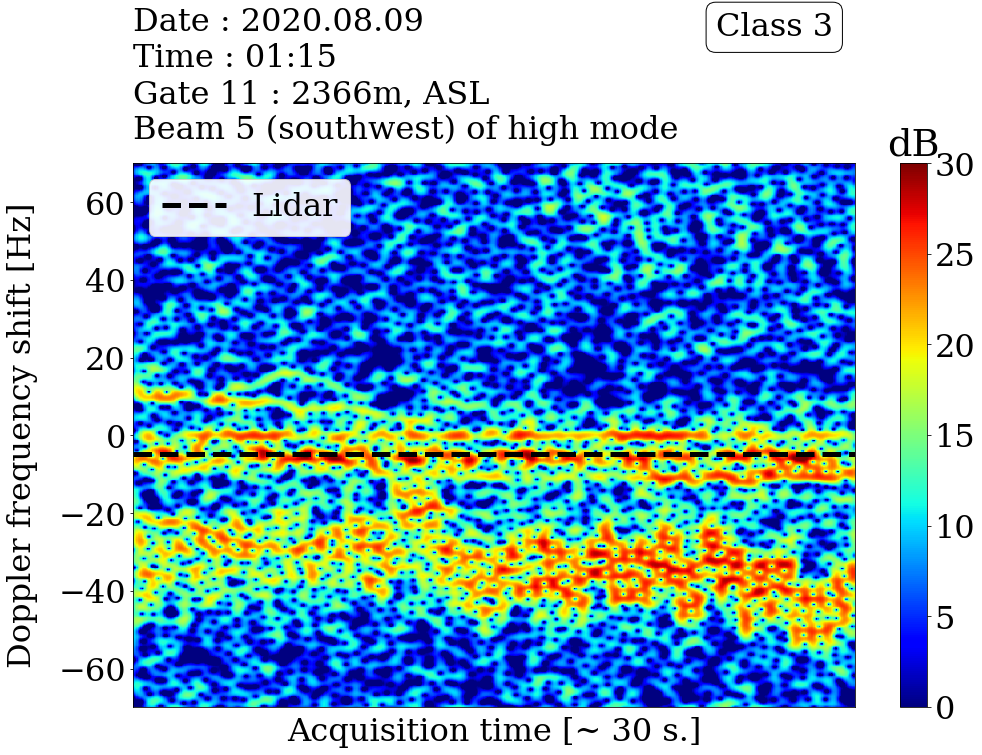 Date : 2020.08.09
Time : 01:15
Gate 11 : 2366m, ASL
Beam 5 (southwest) of high mode
Class 3
dB
Lidar
Doppler frequency shift [Hz]
60
40
20
0
−20
−40
−60
30
25
20
15
10
5
0
Acquisition time [~ 30 s.]